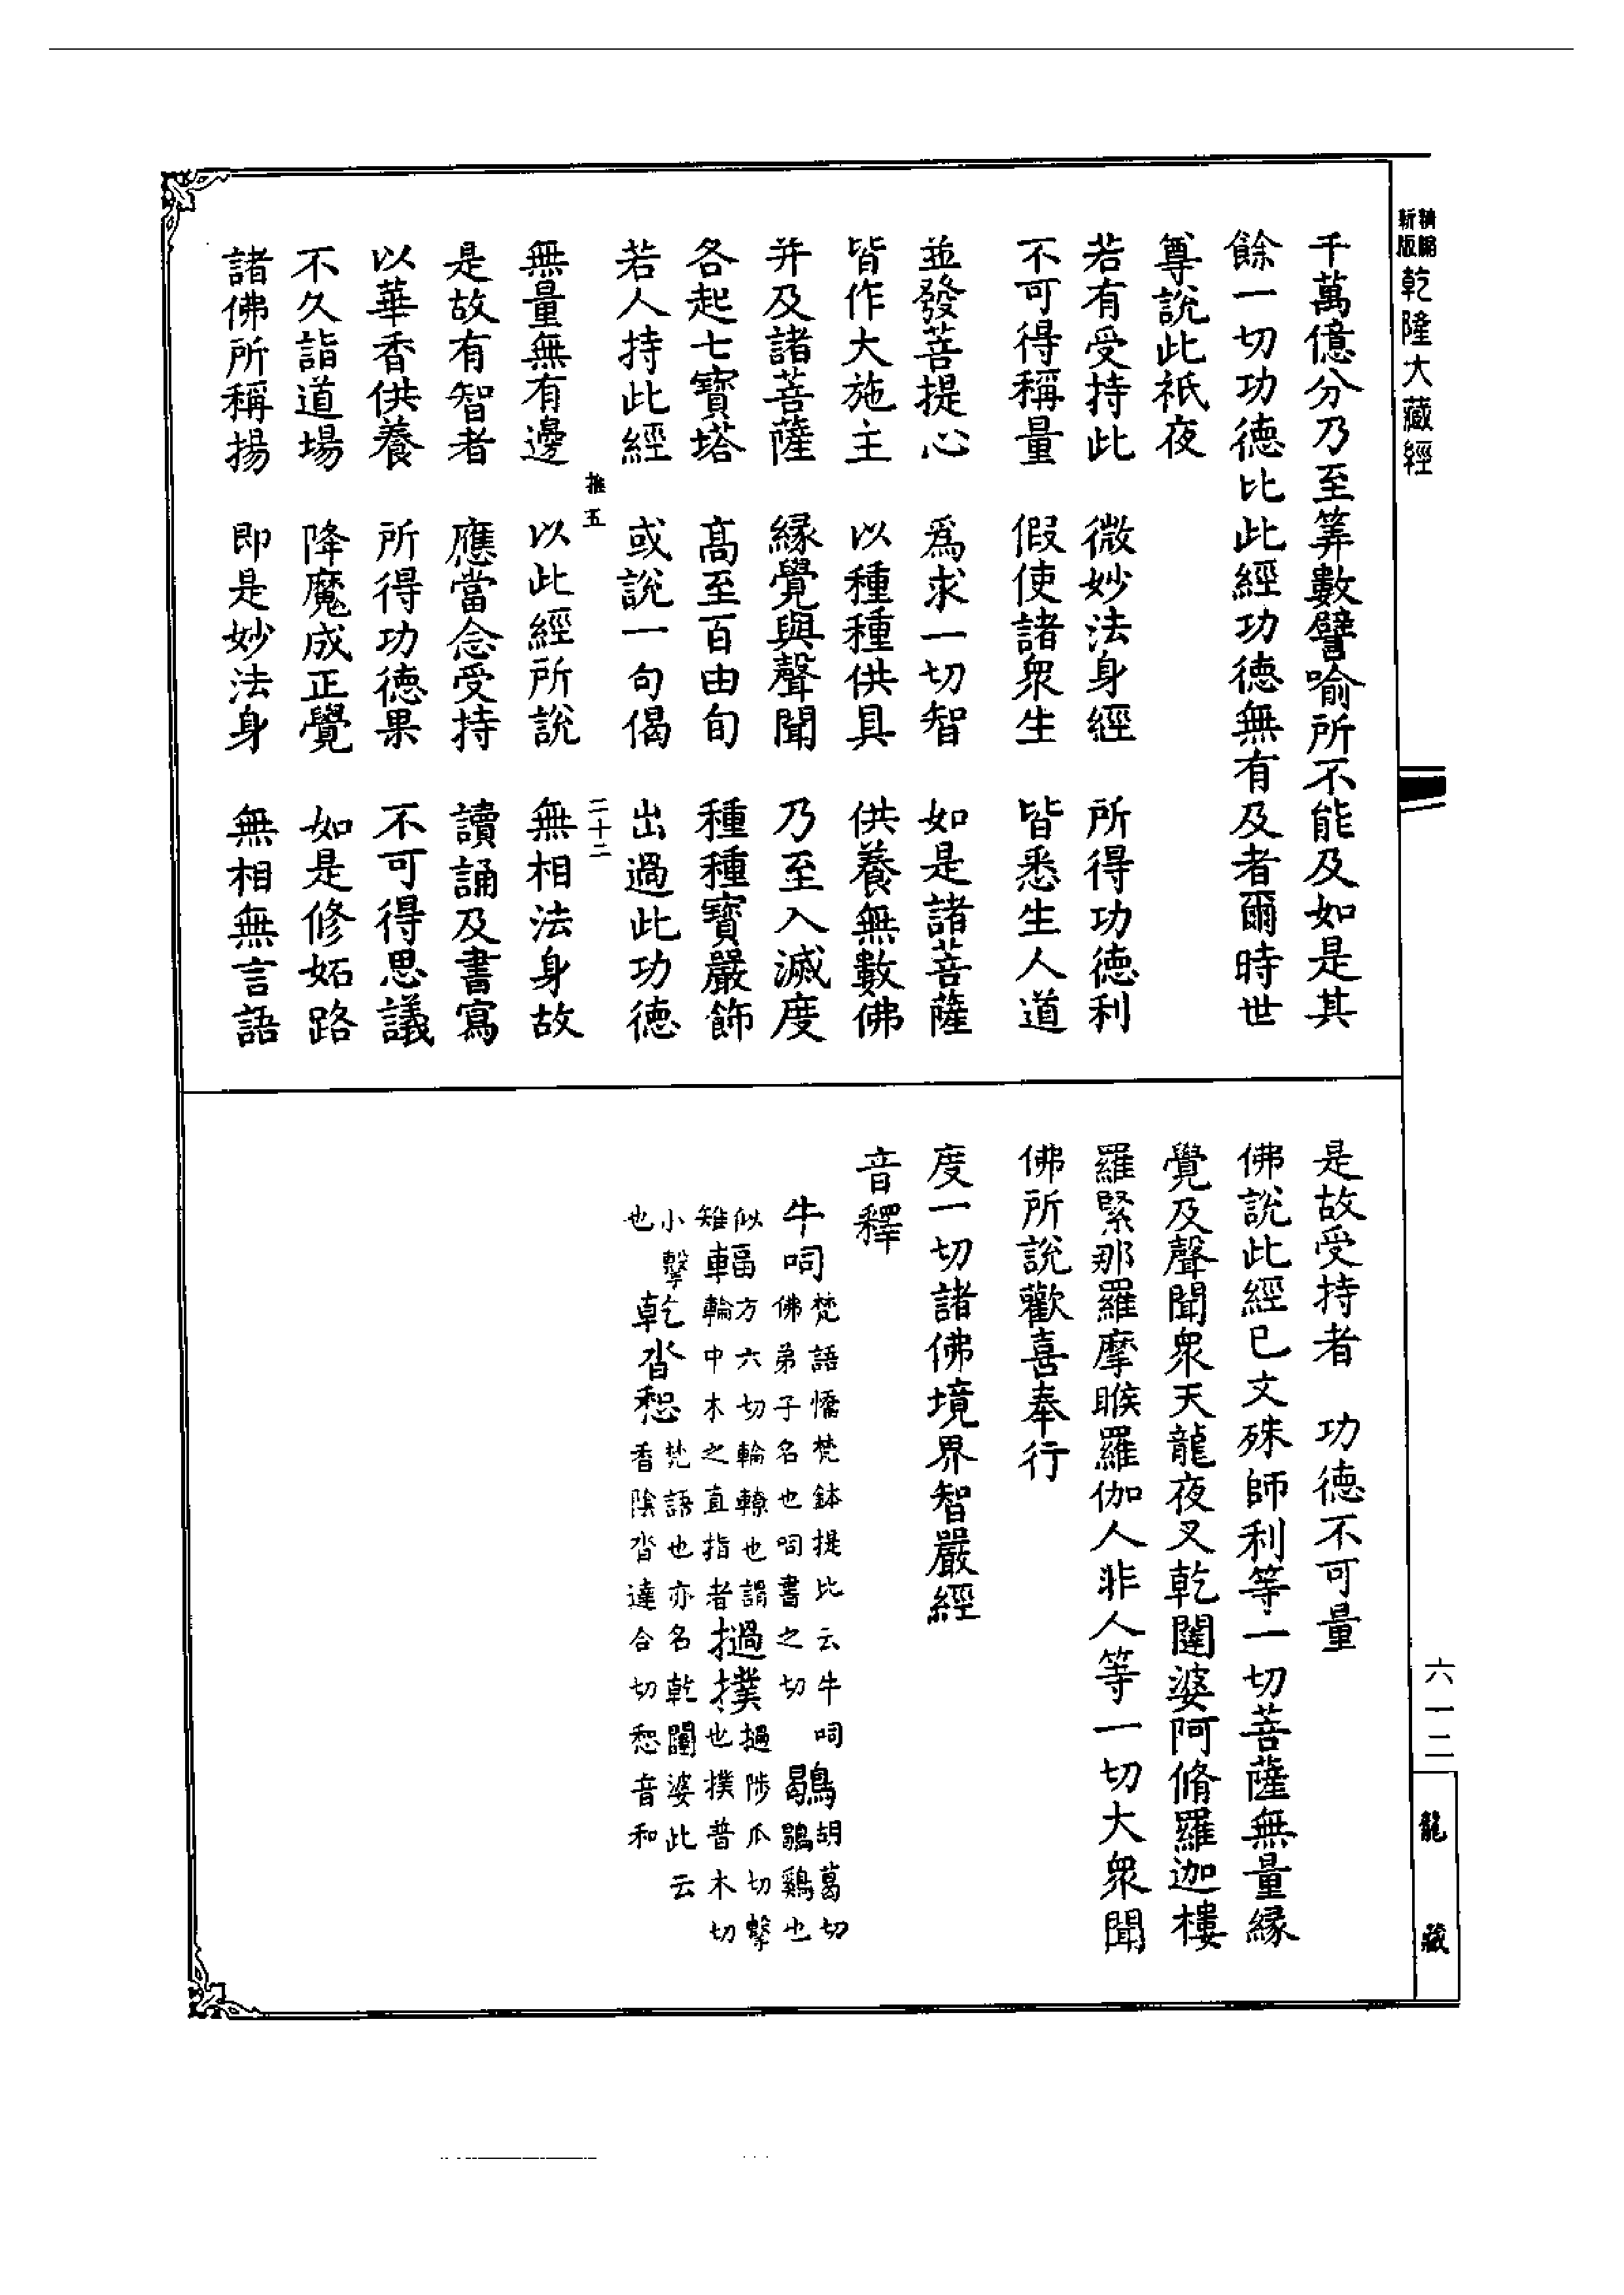 新編
新版
乾隆大藏經
千萬億分乃至筭數譬喻所不能及如是其
餘一切功德比此經功德無有及者爾時世
尊說此祇夜
若有受持此　微妙法身經　所得功德利
不可得稱量　假使諸衆生　皆悉生人道
並發菩提心　爲求一切智　如是諸菩薩
皆作大施主　以種種供具　供養無數佛
并及諸菩薩　緣覺與聲聞　乃至入滅度
各起七寶塔　高至百由旬　種種寶嚴飾
若人持此經　或說一句偈　出過此功德
推五　二十二
無量無有邊　以此經所說　無相法身故
是故有智者　應當念受持　讀誦及書寫
以華香供養　所得功德果　不可得思議
不久詣道場　降魔成正覺　如是修妬路
諸佛所稱揚　即是妙法身　無相無言語
是故受持者　功德不可量
佛說此經已文殊師利等一切菩薩無量緣
覺及聲聞衆天龍夜叉乾闥婆阿脩羅迦樓
羅緊那羅摩睺羅伽人非人等一切大衆聞
佛所說歡喜奉行
度一切諸佛境界智嚴經
音釋
牛呞梵語憍梵鉢提比云牛呞佛弟子名也呞書之切　鶡胡葛切鶡雞也
似雉輻方六切輪轑也謂輪中木之直指者撾撲撾陟瓜切擊也撲普木切
小擊也乾沓惒梵語也亦名乾闥婆此云香陰沓達合切惒音和
六一二
龍藏